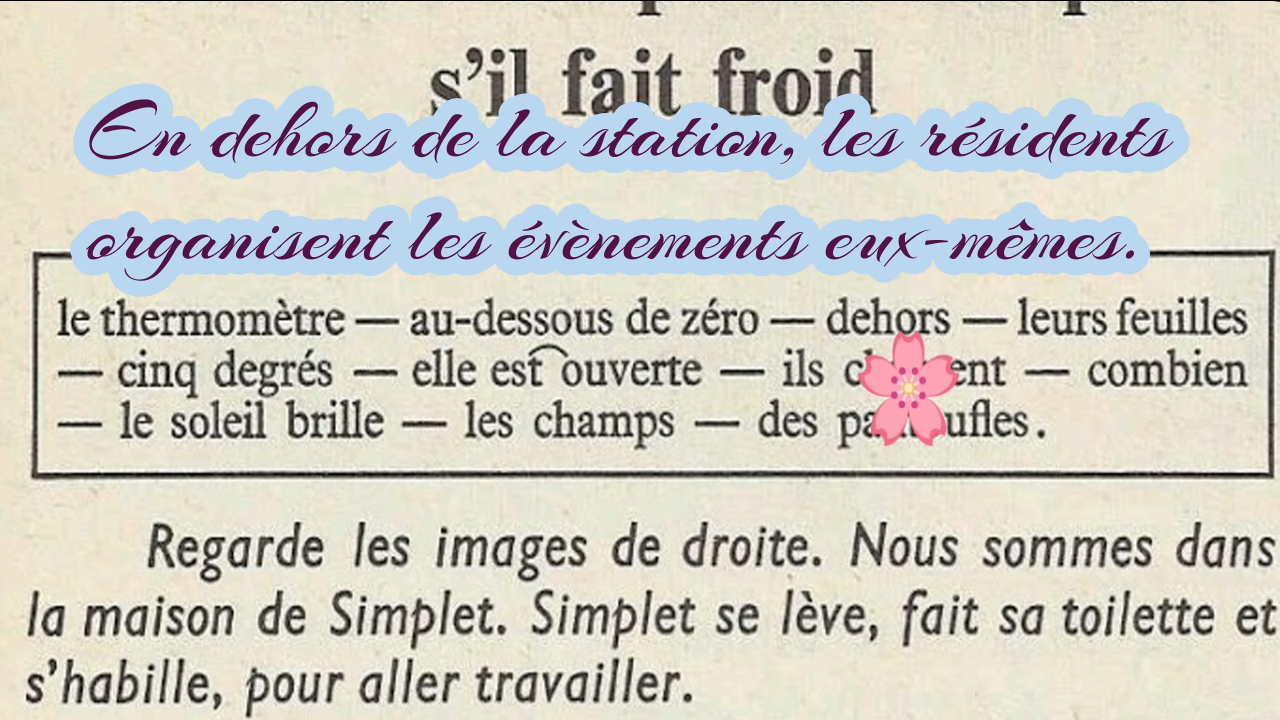 s'il fait froid
En dehors de la station, les résidents
organisent les évènements eux-mêmes.
le thermomètre — au-dessous de zéro — dehors — leurs feuilles
— cinq degrés — elle est ouverte — ils — combien
— le soleil brille — les champs — des .
Regarde les images de droite. Nous sommes dans
la maison de Simplet. Simplet se lève, fait sa toilette et
s'habille, pour aller travailler.